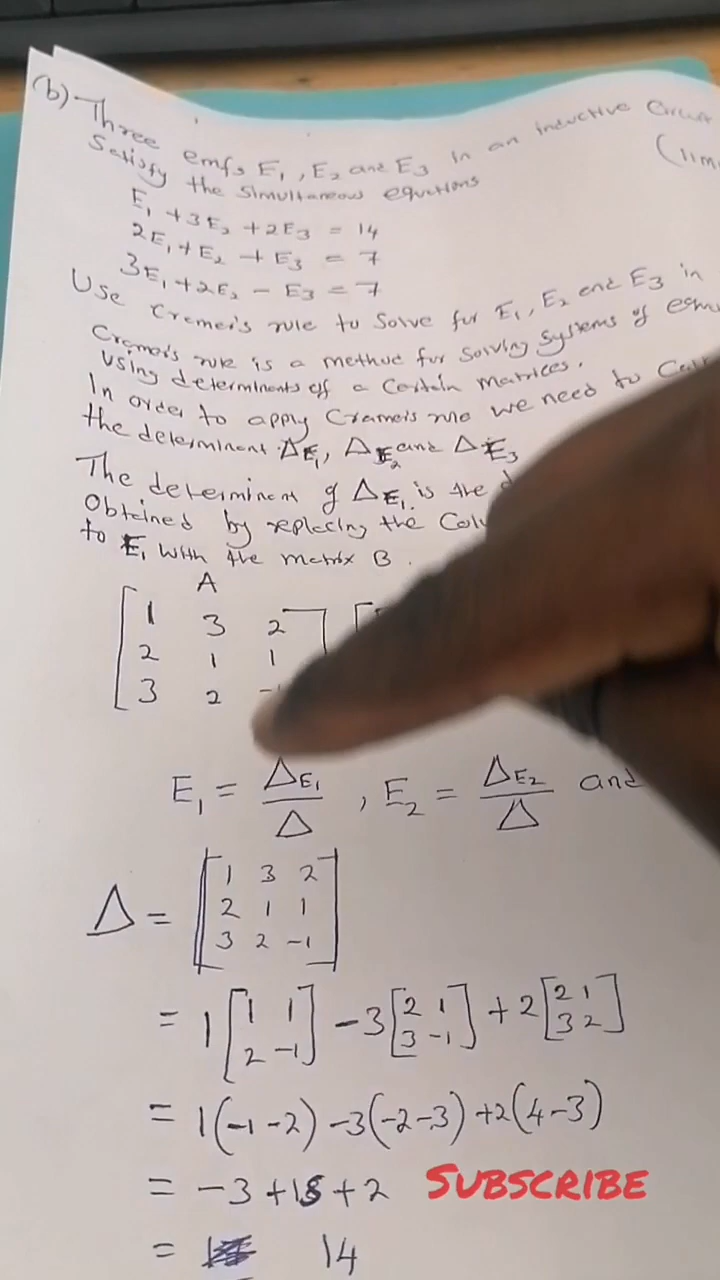 (b) Three emfs E₁, E₂ and E₃ in an inductive Circuit
Satisfy the simultaneous equations
E₁ + 3E₂ + 2E₃ = 14
2E₁ + E₂ + E₃ = 7
3E₁ + 2E₂ - E₃ = 7
Use Cramer's rule to solve for E₁, E₂ and E₃ in
Cramer's rule is a method for solving systems of
using determinants of a Certain matrices.
In order to apply Cramer's we need to
the determinant ΔE₁, ΔE₂ and ΔE₃
The determinant of ΔE₁ is the
Obtained by replacing the
to E₁ with the matrix B.
A
1 3 2
2 1 1
3 2
E₁ = ΔE₁/Δ , E₂ = ΔE₂/Δ and
Δ = [1 3 2
2 1 1
3 2 -1]
= 1[1 1 2 -1] - 3[2 1 3 -1] + 2[2 1 3 2]
= 1(-1 -2) -3(-2 -3) +2(4 -3)
= -3 +15 +2
SUBSCRIBE
= 14